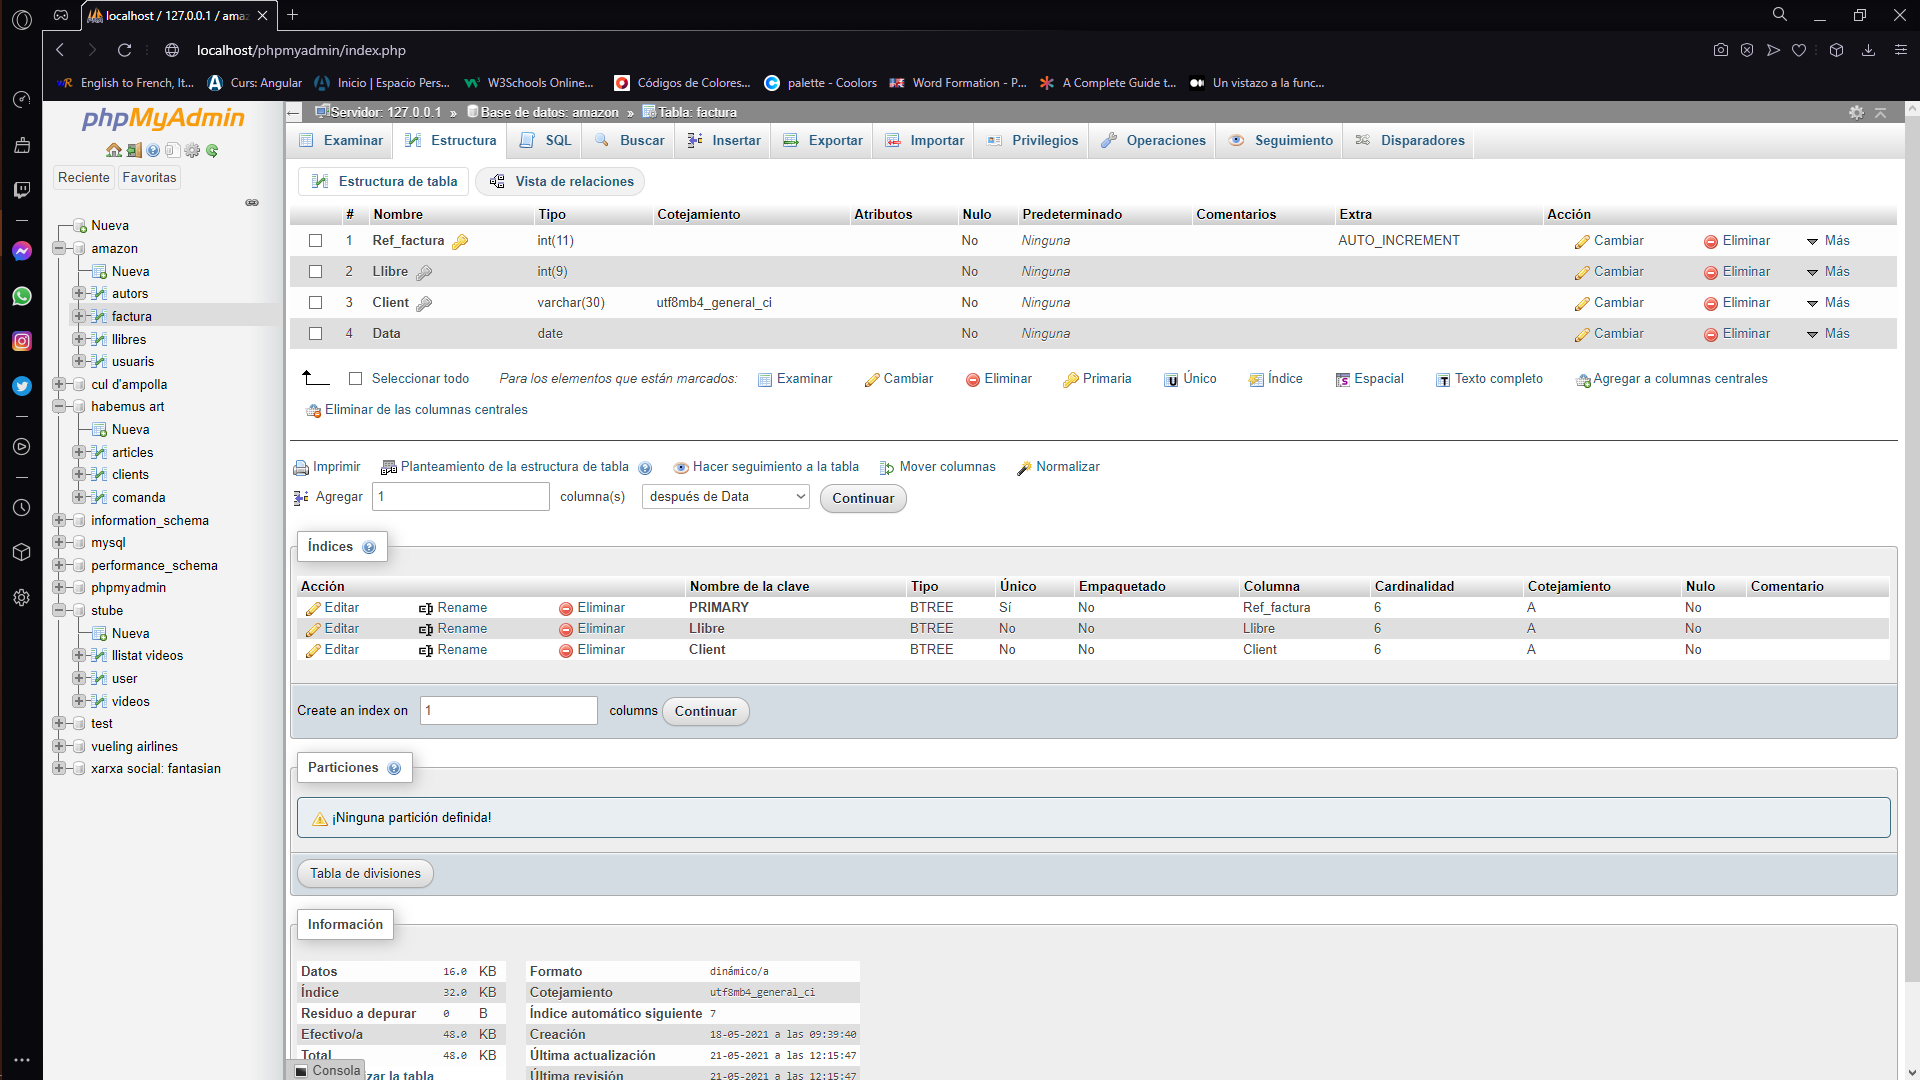 localhost / 127.0.0.1 / amaz
localhost/phpmyadmin/index.php
English to French, It... Curs: Angular Inicio | Espacio Pers... W3Schools Online... Códigos de Colores... palette - Coolors Word Formation - P... A Complete Guide t... Un vistazo a la func...
phpMyAdmin
Reciente Favoritas
Nueva
amazon
Nueva
autors
factura
llibres
usuaris
cul d'ampolla
habemus art
Nueva
articles
clients
comanda
information_schema
mysql
performance_schema
phpmyadmin
stube
Nueva
llistat videos
user
videos
test
vueling airlines
xarxa social: fantasian
Servidor: 127.0.0.1 » Base de datos: amazon » Tabla: factura
Examinar Estructura SQL Buscar Insertar Exportar Importar Privilegios Operaciones Seguimiento Disparadores
Estructura de tabla Vista de relaciones
# Nombre Tipo Cotejamiento Atributos Nulo Predeterminado Comentarios Extra Acción
1 Ref_factura int(11) No Ninguna AUTO_INCREMENT Cambiar Eliminar Más
2 Llibre int(9) No Ninguna Cambiar Eliminar Más
3 Client varchar(30) utf8mb4_general_ci No Ninguna Cambiar Eliminar Más
4 Data date No Ninguna Cambiar Eliminar Más
Seleccionar todo Para los elementos que están marcados: Examinar Cambiar Eliminar Primaria Único Índice Espacial Texto completo Agregar a columnas centrales
Eliminar de las columnas centrales
Imprimir Planteamiento de la estructura de tabla Hacer seguimiento a la tabla Mover columnas Normalizar
Agregar 1 columna(s) después de Data Continuar
Índices
Acción Nombre de la clave Tipo Único Empaquetado Columna Cardinalidad Cotejamiento Nulo Comentario
Editar Rename Eliminar PRIMARY BTREE Sí No Ref_factura 6 A No
Editar Rename Eliminar Llibre BTREE No No Llibre 6 A No
Editar Rename Eliminar Client BTREE No No Client 6 A No
Create an index on 1 columns Continuar
Particiones
¡Ninguna partición definida!
Tabla de divisiones
Información
Datos 16.0 KB
Índice 32.0 KB
Residuo a depurar 0 B
Efectivo/a 48.0 KB
Total 48.0 KB
zar la tabla
Formato dinámico/a
Cotejamiento utf8mb4_general_ci
Índice automático siguiente 7
Creación 18-05-2021 a las 09:39:40
Última actualización 21-05-2021 a las 12:15:47
Última revisión 21-05-2021 a las 12:15:47
Consola